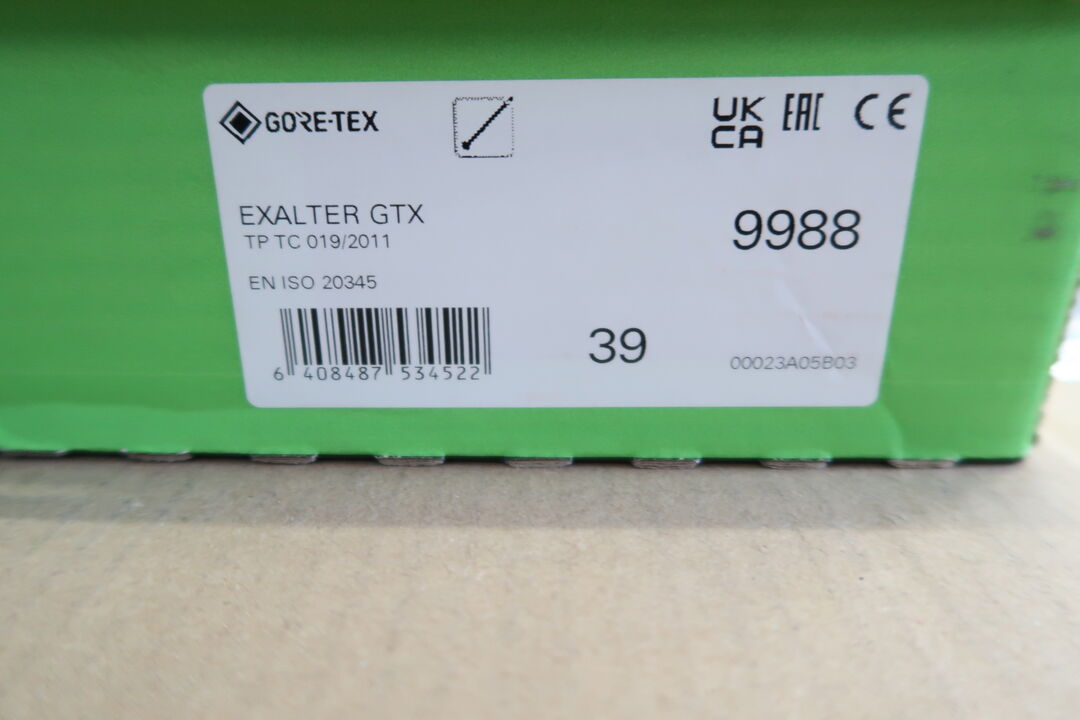 GORE-TEX
UK
CA
EAC
CE
EXALTER GTX
TP TC 019/2011
9988
EN ISO 20345
6 408487 534522
39
00023A05B03